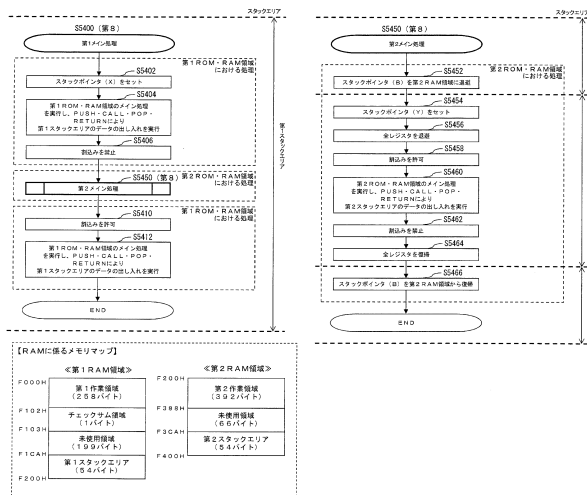 スタックエリア
S5400（第８）
第１メイン処理
第１ROM・RAM領域
における処理
S5402
スタックポインタ（X）をセット
S5404
第１ROM・RAM領域のメイン処理
を実行し、PUSH・CALL・POP・
RETURNにより
第１スタックエリアのデータの出し入れを実行
S5406
割込みを禁止
第１スタックエリア
S5450（第８）
第２ROM・RAM領域
における処理
第２メイン処理
第１ROM・RAM領域
における処理
S5410
割込みを許可
S5412
第１ROM・RAM領域のメイン処理
を実行し、PUSH・CALL・POP・
RETURNにより
第１スタックエリアのデータの出し入れを実行
END
スタックエリア
S5450（第８）
第２メイン処理
第２ROM・RAM領域
における処理
S5452
スタックポインタ（B）を第２RAM領域に退避
S5454
スタックポインタ（Y）をセット
S5456
全レジスタを退避
S5458
割込みを許可
S5460
第２ROM・RAM領域のメイン処理
を実行し、PUSH・CALL・POP・
RETURNにより
第２スタックエリアのデータの出し入れを実行
S5462
割込みを禁止
S5464
全レジスタを復帰
S5466
スタックポインタ（B）を第２RAM領域から復帰
END
【RAMに係るメモリマップ】
≪第１RAM領域≫
F000H
第１作業領域
（258バイト）
F102H
チェックサム領域
（1バイト）
F103H
未使用領域
（199バイト）
F1CAH
第１スタックエリア
（54バイト）
F200H
≪第２RAM領域≫
F200H
第２作業領域
（392バイト）
F388H
未使用領域
（66バイト）
F3CAH
第２スタックエリア
（54バイト）
F400H